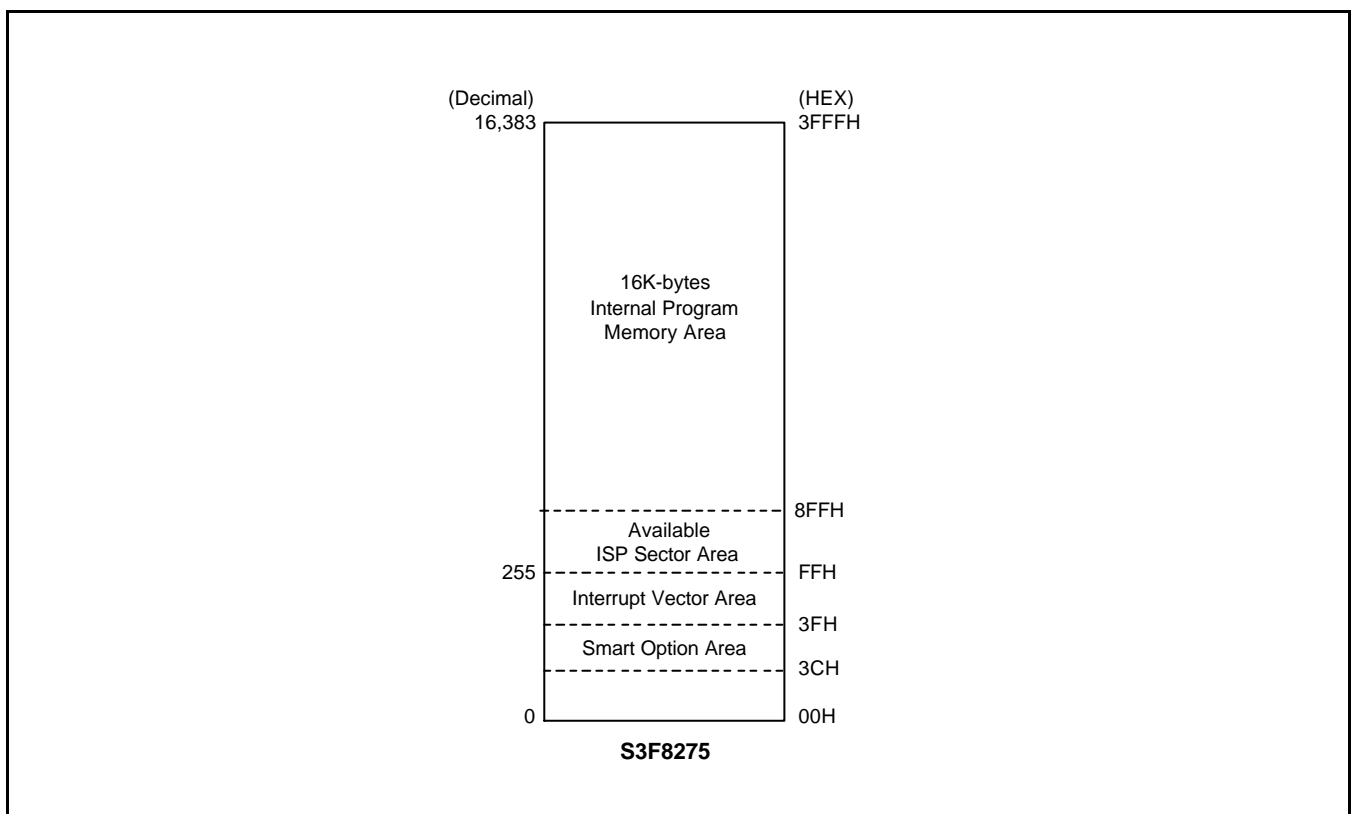 (Decimal)
(HEX)
16,383
3FFFH
16K-bytes
Internal Program
Memory Area
8FFH
Available
ISP Sector Area
255
FFH
Interrupt Vector Area
3FH
Smart Option Area
3CH
0
00H
S3F8275